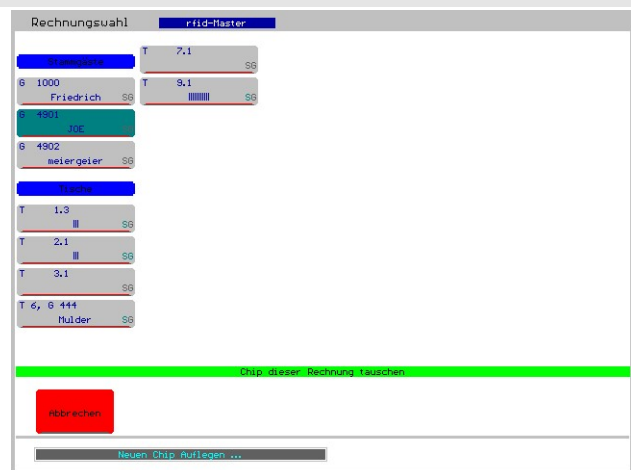 Rechnungswahl
rfid-Master
Stammgäste
G 1000
Friedrich SG
G 4901
JOE SG
G 4902
meiergeier SG
Tische
T 1.3
||| SG
T 2.1
||| SG
T 3.1
SG
T 6, G 444
Mulder SG
T 7.1
SG
T 9.1
SG
Chip dieser Rechnung tauschen
Abbrechen
Neuen Chip Auflegen ...